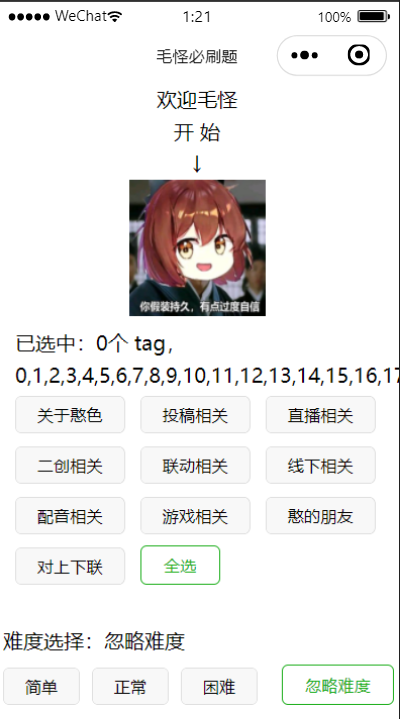 WeChat 1:21 100%
毛怪必刷题
欢迎毛怪
开 始
↓
你假装持久，有点过度自信
已选中：0个 tag，
0,1,2,3,4,5,6,7,8,9,10,11,12,13,14,15,16,17
关于憨色 投稿相关 直播相关
二创相关 联动相关 线下相关
配音相关 游戏相关 憨的朋友
对上下联 全选
难度选择：忽略难度
简单 正常 困难 忽略难度